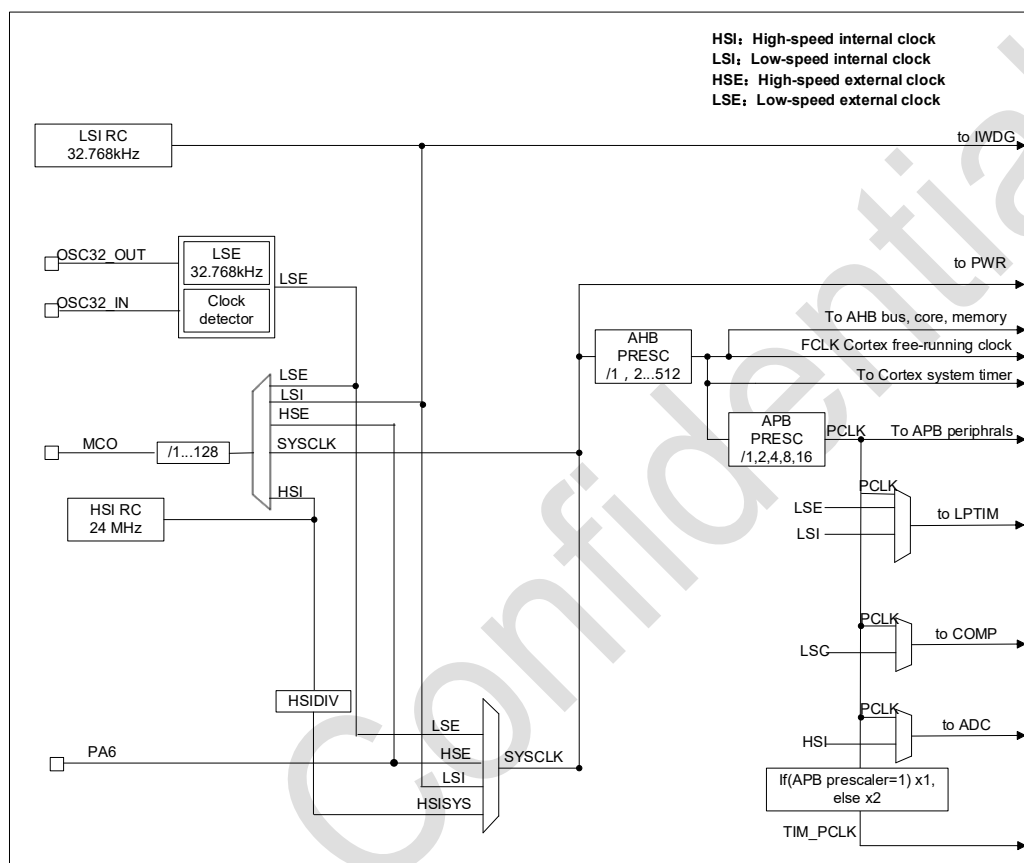 HSI：High-speed internal clock
LSI：Low-speed internal clock
HSE：High-speed external clock
LSE：Low-speed external clock
LSI RC
32.768kHz
to IWDG
OSC32_OUT
LSE
32.768kHz
LSE
OSC32_IN
Clock
detector
to PWR
To AHB bus, core, memory
AHB
PRESC
/1 , 2...512
FCLK Cortex free-running clock
To Cortex system timer
LSE
LSI
HSE
SYSCLK
HSI
MCO
/1...128
APB
PRESC
/1,2,4,8,16
PCLK
To APB periphrals
HSI RC
24 MHz
PCLK
LSE
LSI
to LPTIM
PCLK
LSC
to COMP
HSIDIV
PCLK
HSI
to ADC
LSE
HSE
LSI
HSISYS
SYSCLK
PA6
If(APB prescaler=1) x1,
else x2
TIM_PCLK
Confidential